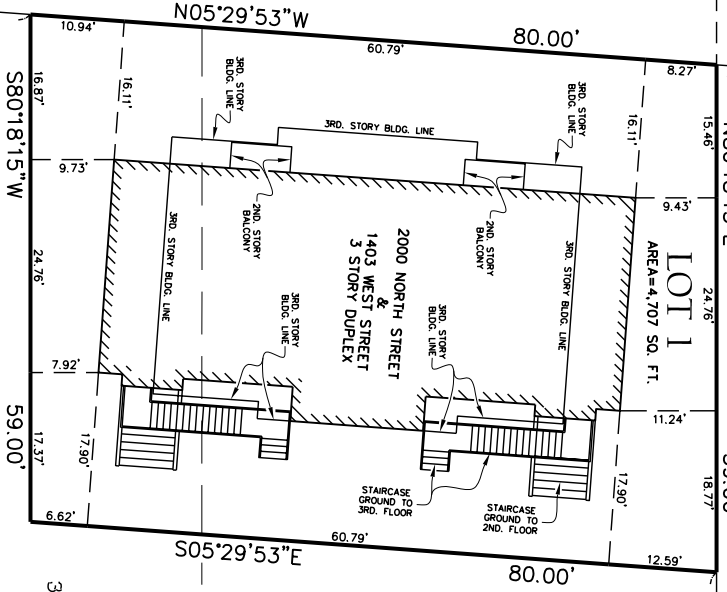 N05°29'53"W
80.00'
10.94'
60.79'
8.27'
16.87'
16.11'
3RD. STORY
BLDG. LINE
3RD. STORY BLDG. LINE
3RD. STORY
BLDG. LINE
16.11'
15.46'
S80°18'15"W
9.73'
9.43'
2ND. STORY
BALCONY
2ND. STORY
BALCONY
LOT 1
AREA=4,707 SQ. FT.
24.76'
24.76'
3RD. STORY BLDG. LINE
3RD. STORY BLDG. LINE
2000 NORTH STREET
&
1403 WEST STREET
3 STORY DUPLEX
3RD. STORY
BLDG. LINE
3RD. STORY
BLDG. LINE
7.92'
11.24'
59.00'
17.37'
17.90'
17.90'
18.77'
STAIRCASE
GROUND TO
3RD. FLOOR
STAIRCASE
GROUND TO
2ND. FLOOR
6.62'
60.79'
12.59'
S05°29'53"E
80.00'
3